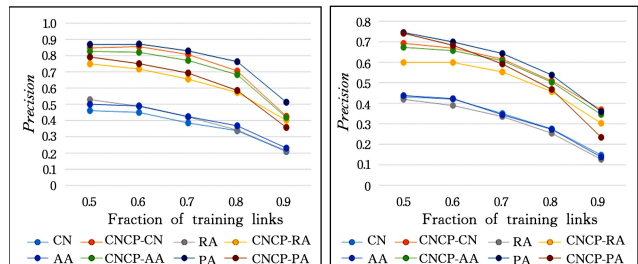 1.0
0.9
0.8
0.7
0.6
0.5
0.4
0.3
0.2
0.1
0
Precision
0.5 0.6 0.7 0.8 0.9
Fraction of training links
CN CNCP-CN RA CNCP-RA
AA CNCP-AA PA CNCP-PA
0.8
0.7
0.6
0.5
0.4
0.3
0.2
0.1
0
Precision
0.5 0.6 0.7 0.8 0.9
Fraction of training links
CN CNCP-CN RA CNCP-RA
AA CNCP-AA PA CNCP-PA